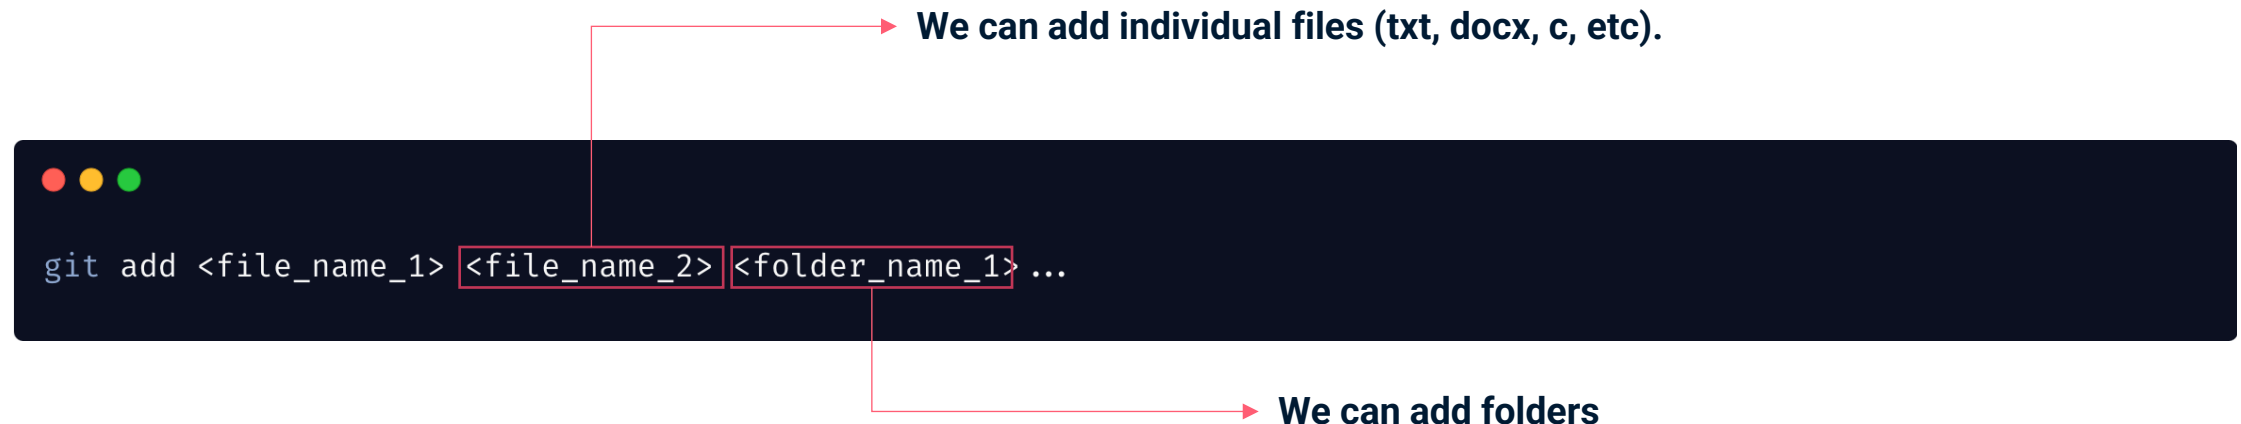 We can add individual files (txt, docx, c, etc).
git add <file_name_1> <file_name_2> <folder_name_1> ...
We can add folders